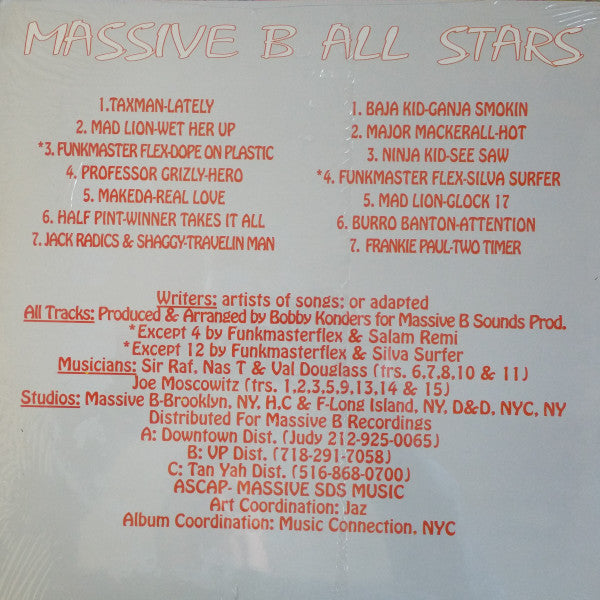 MASSIVE B ALL STARS
1.TAXMAN-LATELY
2. MAD LION-WET HER UP
*3. FUNKMASTER FLEX-DOPE ON PLASTIC
4. PROFESSOR GRIZLY-HERO
5. MAKEDA-REAL LOVE
6. HALF PINT-WINNER TAKES IT ALL
7. JACK RADICS & SHAGGY-TRAVELIN MAN
1. BAJA KID-GANJA SMOKIN
2. MAJOR MACKERALL-HOT
3. NINJA KID-SEE SAW
*4. FUNKMASTER FLEX-SILVA SURFER
5. MAD LION-GLOCK 17
6. BURRO BANTON-ATTENTION
7. FRANKIE PAUL-TWO TIMER
Writers: artists of songs; or adapted
All Tracks: Produced & Arranged by Bobby Konders for Massive B Sounds Prod.
*Except 4 by Funkmasterflex & Salam Remi
*Except 12 by Funkmasterflex & Silva Surfer
Musicians: Sir Raf, Nas T & Val Douglass (trs. 6,7,8,10 & 11)
Joe Moscowitz (trs. 1,2,3,5,9,13,14 & 15)
Studios: Massive B-Brooklyn, NY, H,C & F-Long Island, NY, D&D, NYC, NY
Distributed For Massive B Recordings
A: Downtown Dist. (Judy 212-925-0065)
B: VP Dist. (718-291-7058)
C: Tan Yah Dist. (516-868-0700)
ASCAP- MASSIVE SDS MUSIC
Art Coordination: Jaz
Album Coordination: Music Connection, NYC